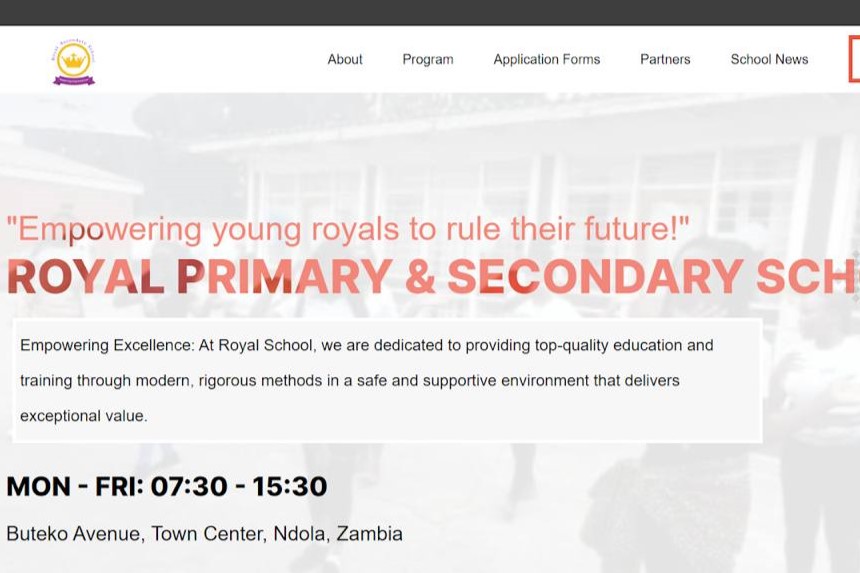 About
Program
Application Forms
Partners
School News
"Empowering young royals to rule their future!"
ROYAL PRIMARY & SECONDARY SCH
Empowering Excellence: At Royal School, we are dedicated to providing top-quality education and
training through modern, rigorous methods in a safe and supportive environment that delivers
exceptional value.
MON - FRI: 07:30 - 15:30
Buteko Avenue, Town Center, Ndola, Zambia